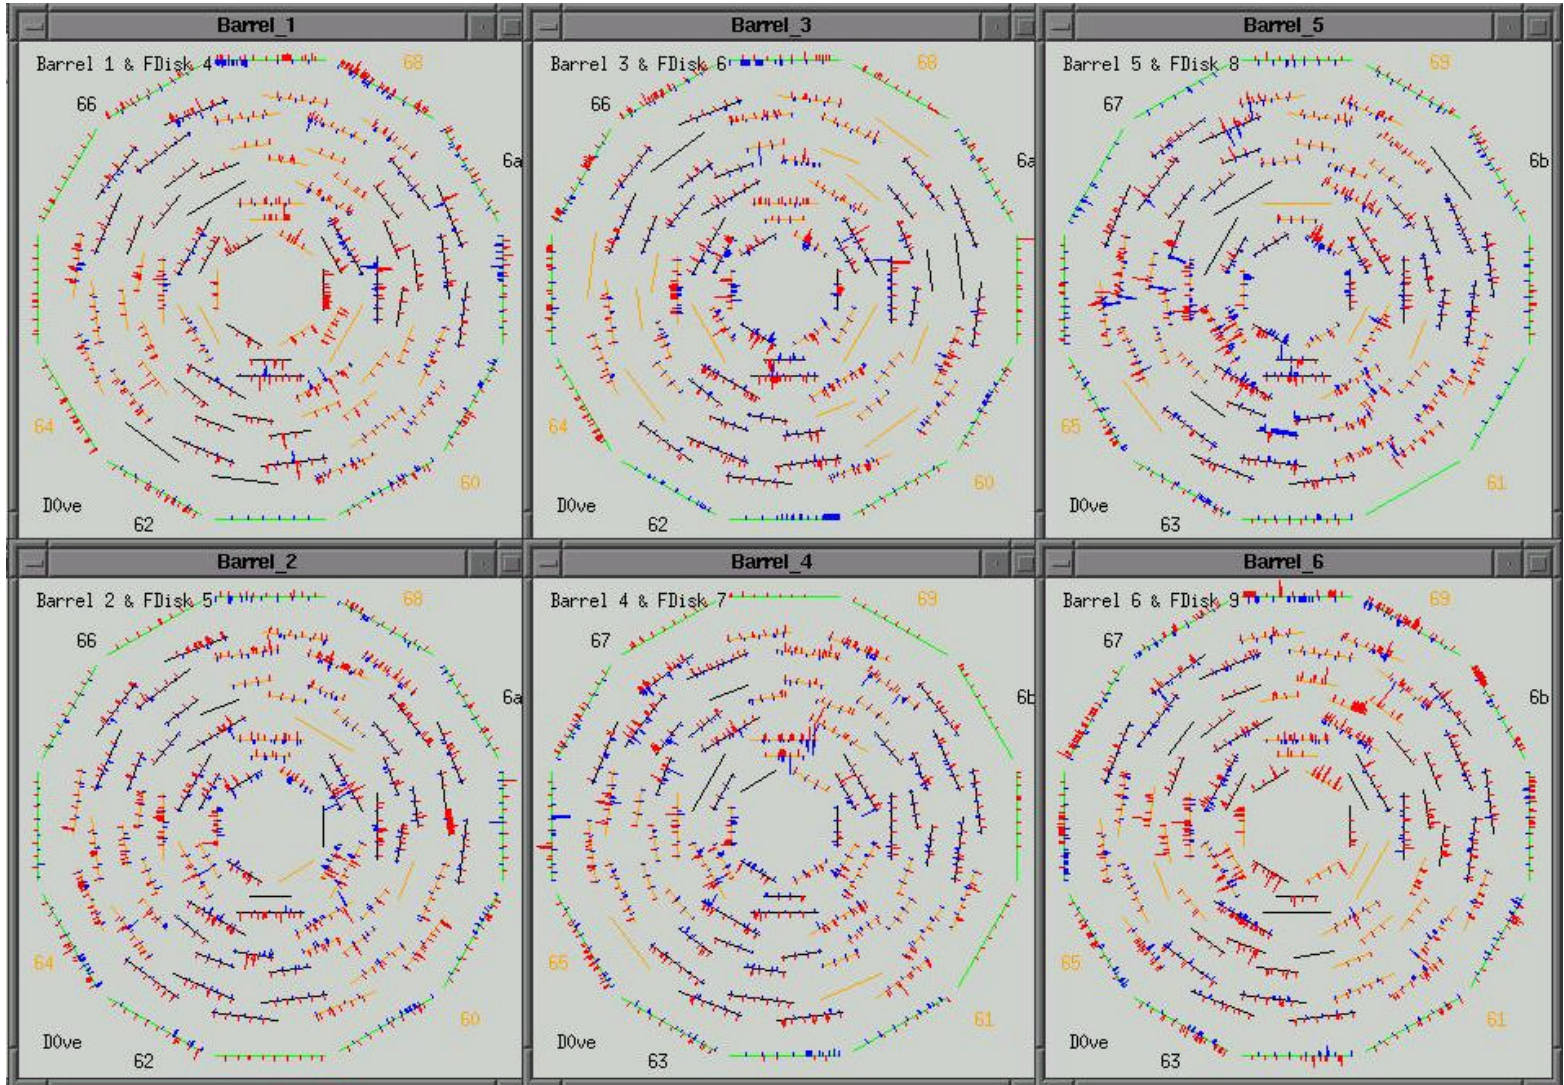 Barrel_1
Barrel 1 & FDisk 4
68
66
6a
64
60
D0ve
62
Barrel_3
Barrel 3 & FDisk 6
68
66
6a
64
60
D0ve
62
Barrel_5
Barrel 5 & FDisk 8
69
67
6b
65
61
D0ve
63
Barrel_2
Barrel 2 & FDisk 5
68
66
6a
64
60
D0ve
62
Barrel_4
Barrel 4 & FDisk 7
69
67
6b
65
61
D0ve
63
Barrel_6
Barrel 6 & FDisk 9
69
67
6b
65
61
D0ve
63